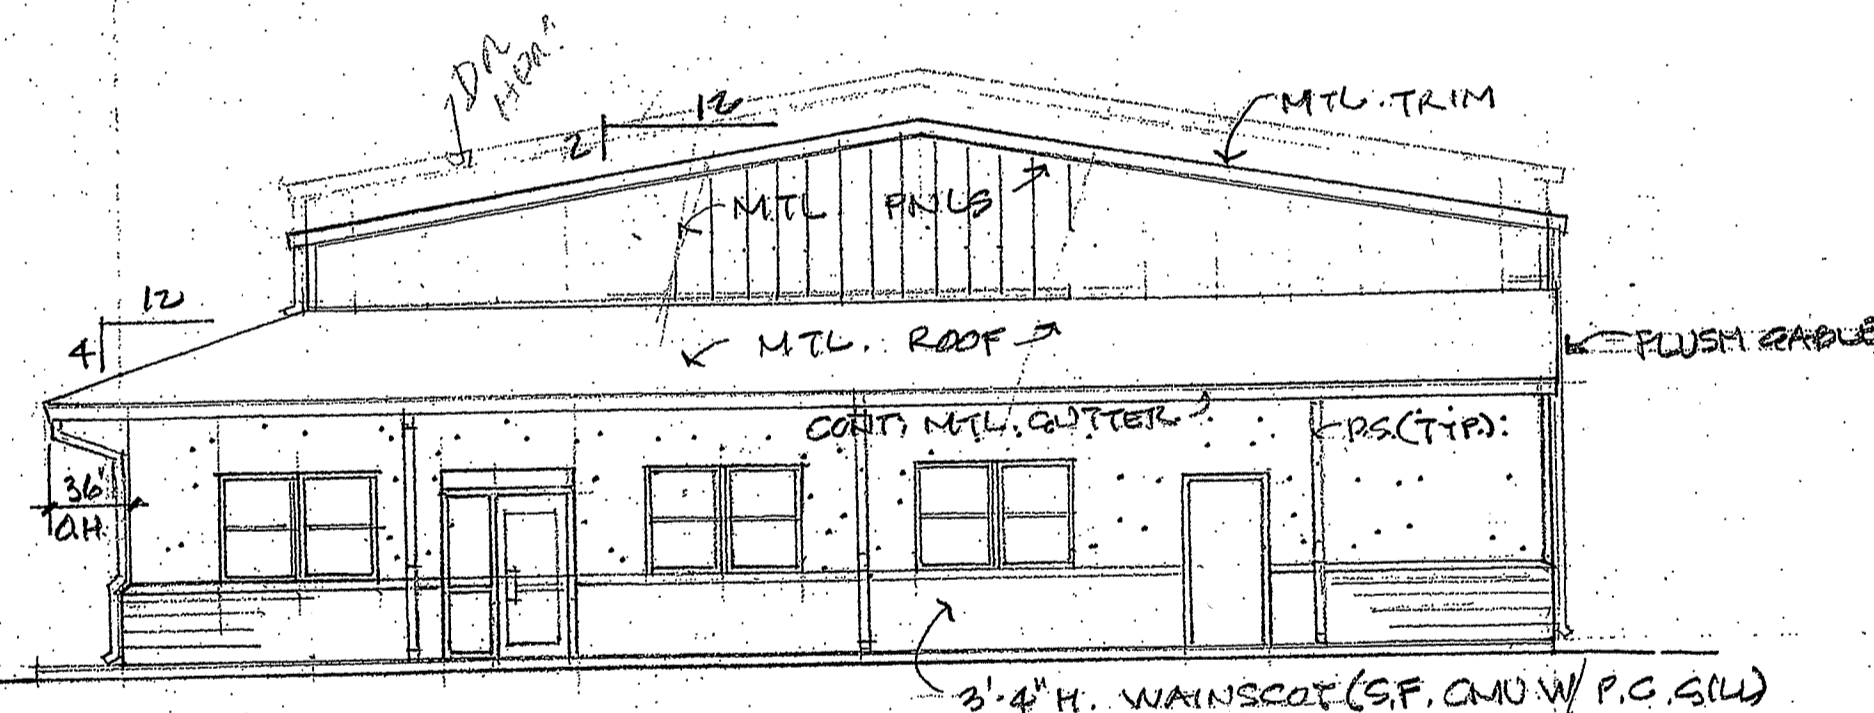 12
2
MTL. TRIM
MTL PNLS
12
4
MTL. ROOF
FLUSH GABLE
CONT. MTL. GUTTER
D.S. (TYP.)
36"
O.H.
3'-4" H. WAINSCOT (S.F. CMU W/ P.C. SILL)